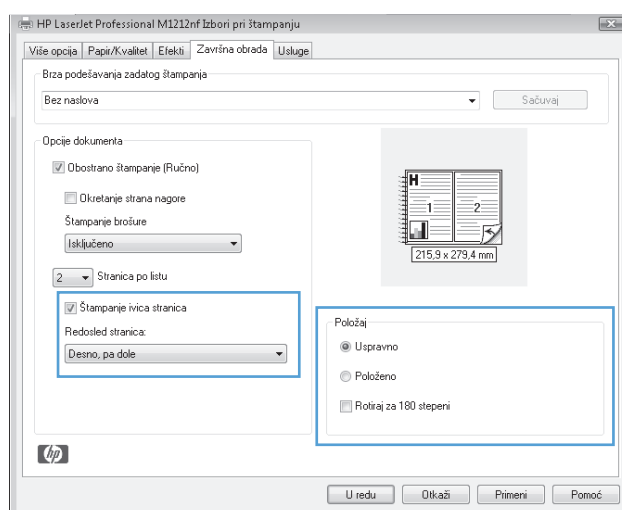 HP LaserJet Professional M1212nf Izbori pri štampanju
Više opcija Papir/Kvalitet Efekti Završna obrada Usluge
Brza podešavanja zadatog štampanja
Bez naslova
Sačuvaj
Opcije dokumenta
Obostrano štampanje (Ručno)
Okretanje strana nagore
Štampanje brošure
Isključeno
2 Stranica po listu
Štampanje ivica stranica
Redosled stranica:
Desno, pa dole
H
1 2
215,9 x 279,4 mm
Položaj
Uspravno
Položeno
Rotiraj za 180 stepeni
hp
U redu Otkaži Primeni Pomoć